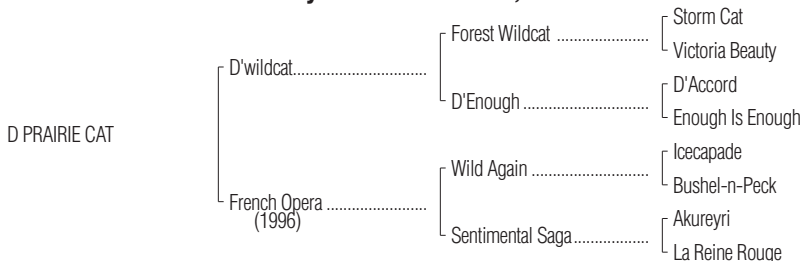 Storm Cat
Forest Wildcat ......................
Victoria Beauty
D'wildcat................................
D'Accord
D'Enough ..............................
Enough Is Enough
D PRAIRIE CAT
Icecapade
Wild Again ............................
Bushel-n-Peck
French Opera ........................
(1996)
Akureyri
Sentimental Saga..................
La Reine Rouge